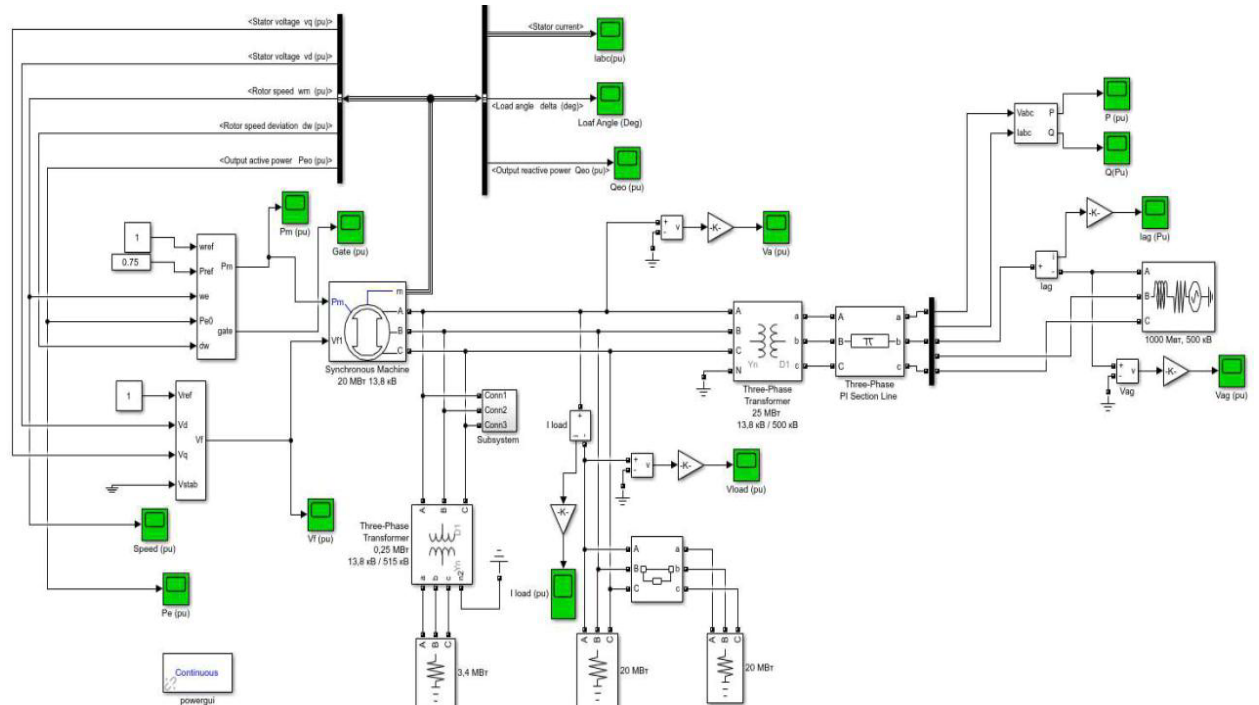 <Stator voltage vq (pu)>
<Stator voltage vd (pu)>
<Rotor speed wm (pu)>
<Rotor speed deviation dw (pu)>
<Output active power Peo (pu)>
<Stator current>
Iabc(pu)
<Load angle delta (deg)>
Loaf Angle (Deg)
<Output reactive power Qeo (pu)>
Qeo (pu)
Vabc
P
Iabc
Q
P (pu)
Q(Pu)
-K-
Iag (Pu)
i
+
-
Iag
A
B
C
1000 Мвт, 500 кВ
+
-
v
Vag
-K-
Vag (pu)
1
0.75
wref
Pref
we
Pe0
dw
Pm
gate
Pm (pu)
Gate (pu)
Pm
Vf1
m
A
B
C
Synchronous Machine
20 МВт 13,8 кВ
+
-
v
-K-
Va (pu)
A
B
C
N
a
b
c
Yn
D1
Three-Phase
Transformer
25 МВт
13,8 кВ / 500 кВ
A
B
C
π
a
b
c
Three-Phase
PI Section Line
1
Vref
Vd
Vq
Vstab
Vf
Vf (pu)
Speed (pu)
Pe (pu)
Conn1
Conn2
Conn3
Subsystem
I load
+
-
i
-K-
I load (pu)
+
-
v
-K-
Vload (pu)
Three-Phase
Transformer
0,25 МВт
13.8 кВ / 515 кВ
A
B
C
D1
Yn
a
b
c
n2
A
B
C
3,4 МВт
A
B
C
a
b
c
A
B
C
20 МВт
A
B
C
20 МВт
Continuous
powergui